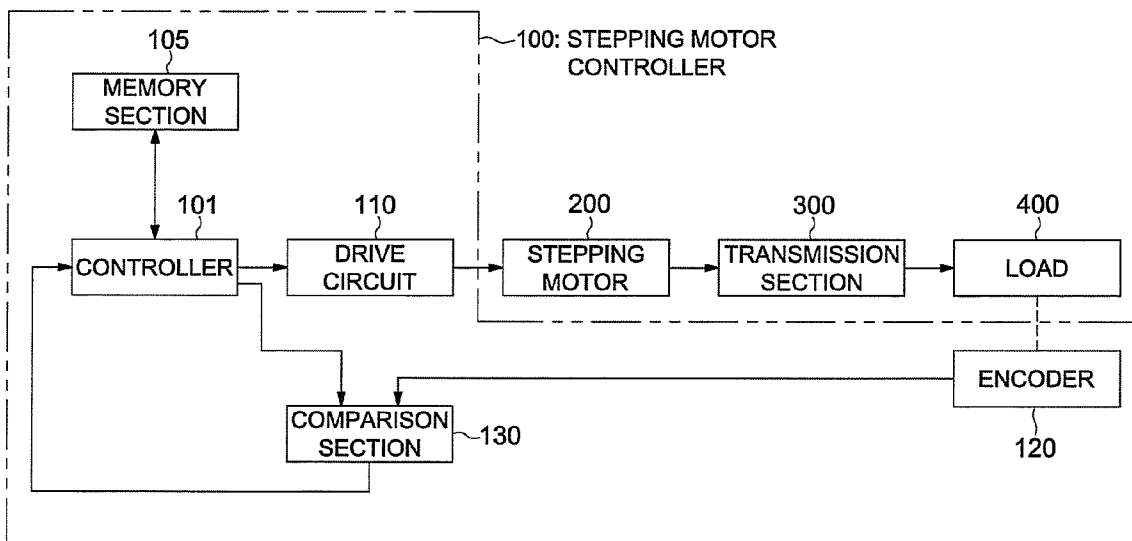 105
100: STEPPING MOTOR
CONTROLLER
MEMORY
SECTION
101
110
200
300
400
CONTROLLER
DRIVE
CIRCUIT
STEPPING
MOTOR
TRANSMISSION
SECTION
LOAD
ENCODER
120
COMPARISON
SECTION
130